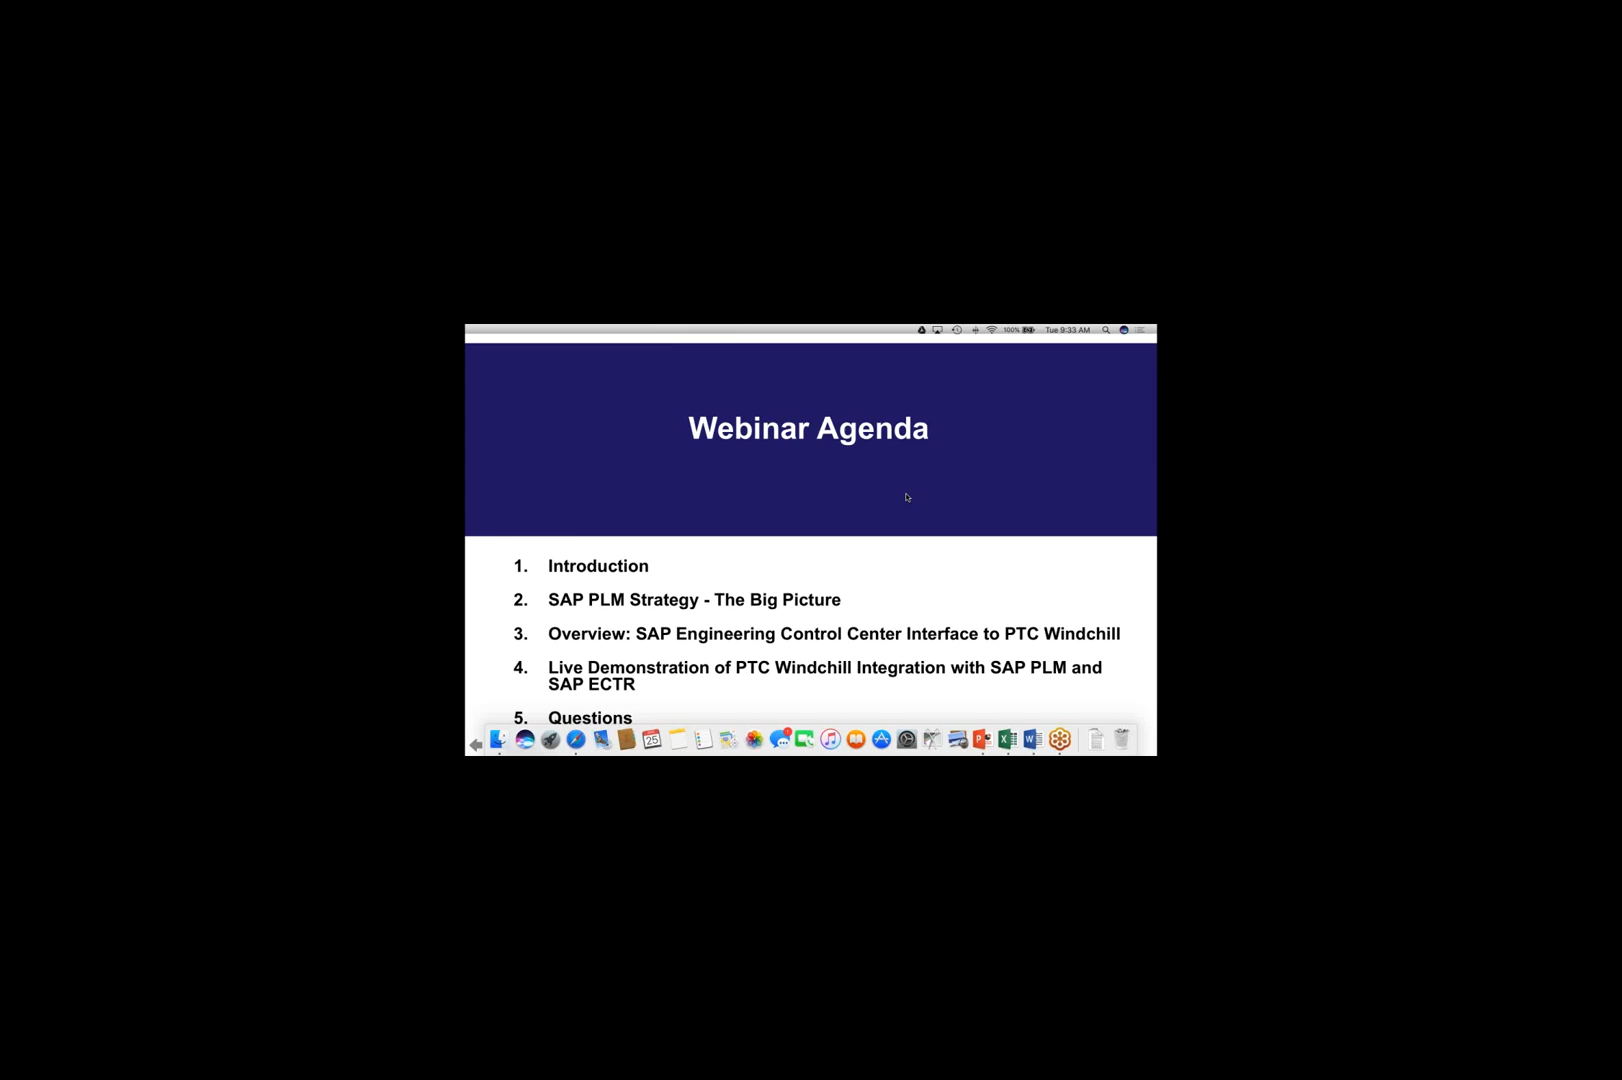 100% Tue 9:33 AM
Webinar Agenda
1. Introduction
2. SAP PLM Strategy - The Big Picture
3. Overview: SAP Engineering Control Center Interface to PTC Windchill
4. Live Demonstration of PTC Windchill Integration with SAP PLM and
SAP ECTR
5. Questions
25